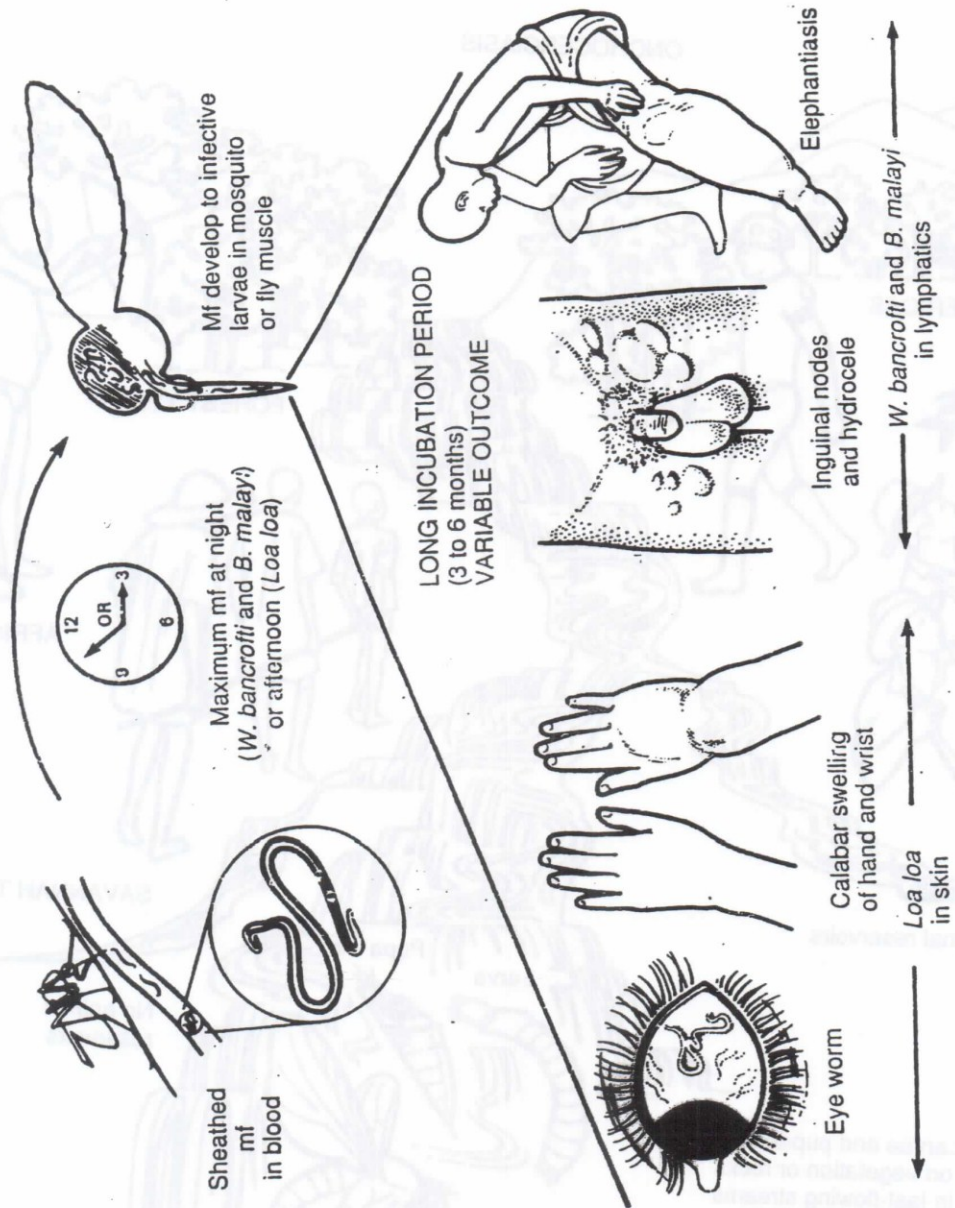 Sheathed
mf
in blood
12
OR
3
6
9
Maximum mf at night
(W. bancrofti and B. malayi)
or afternoon (Loa loa)
Mf develop to infective
larvae in mosquito
or fly muscle
LONG INCUBATION PERIOD
(3 to 6 months)
VARIABLE OUTCOME
Eye worm
Calabar swelling
of hand and wrist
Inguinal nodes
and hydrocele
Elephantiasis
Loa loa
in skin
W. bancrofti and B. malayi
in lymphatics